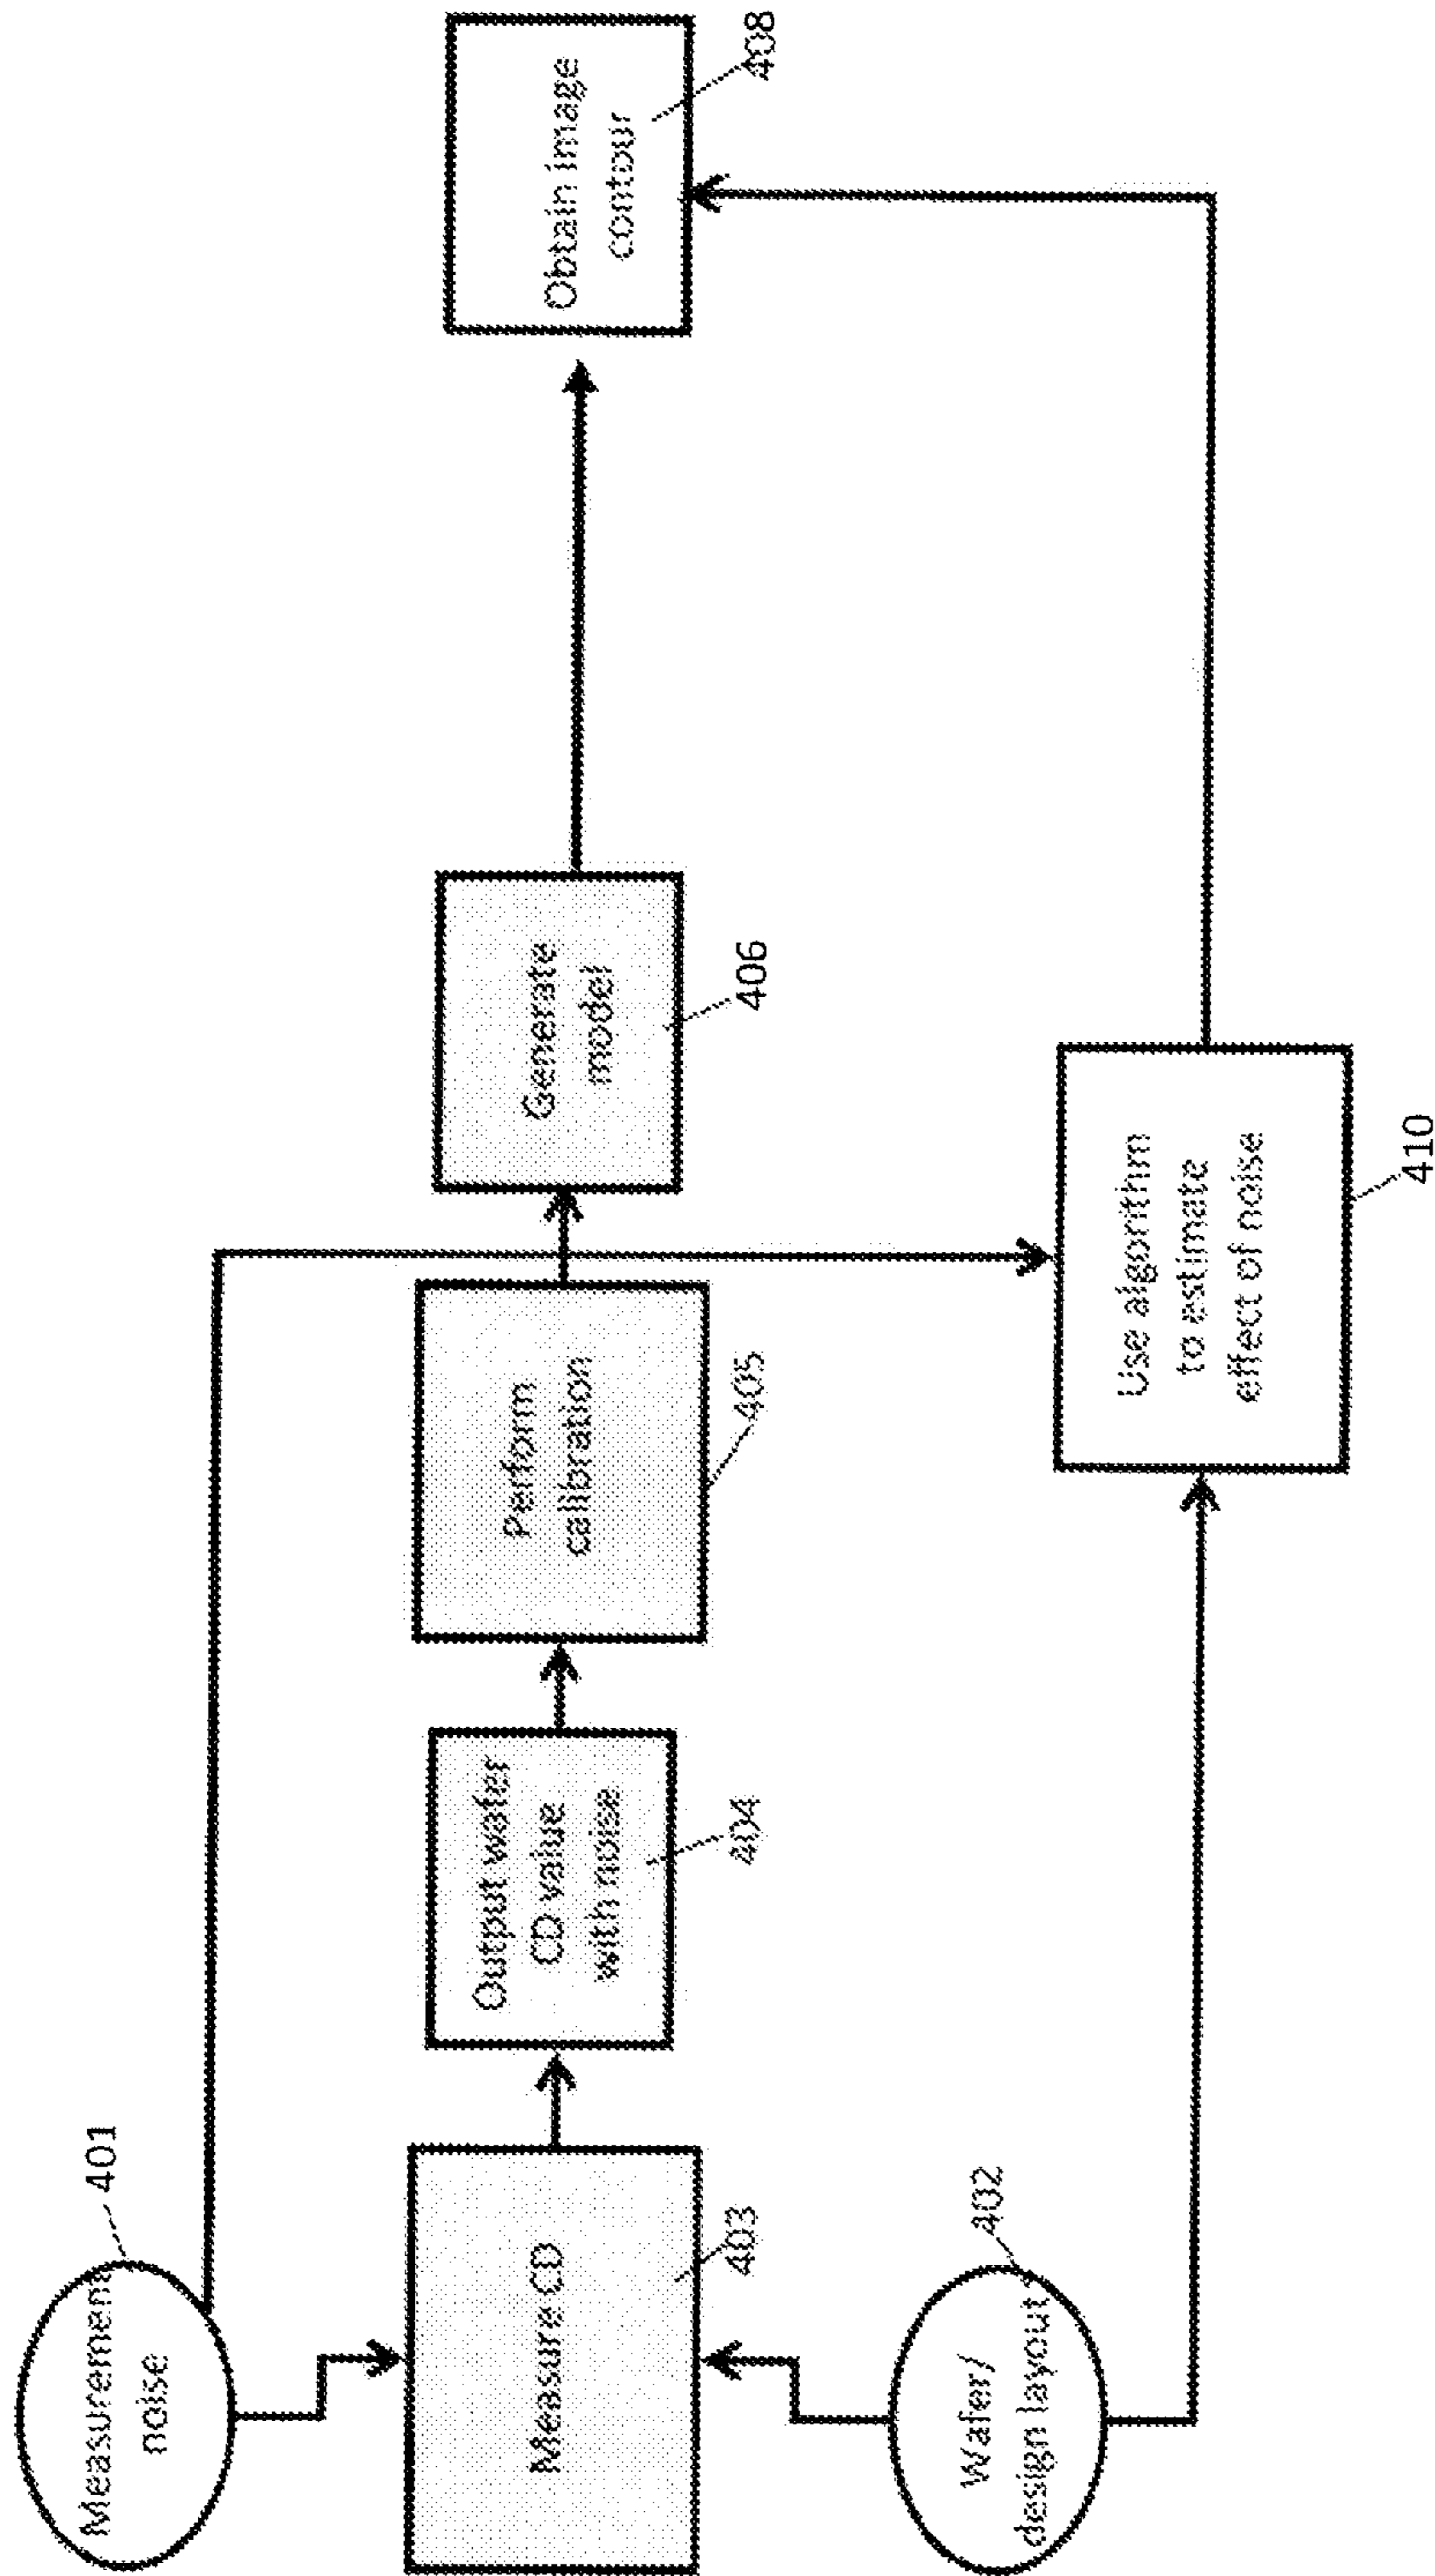 Measurement
noise
401
Measure CD
403
Wafer/
design layout
402
Output wafer
CD value
with noise
404
Perform
calibration
405
Generate
model
406
Use algorithm
to estimate
effect of noise
410
Obtain image
contour
408